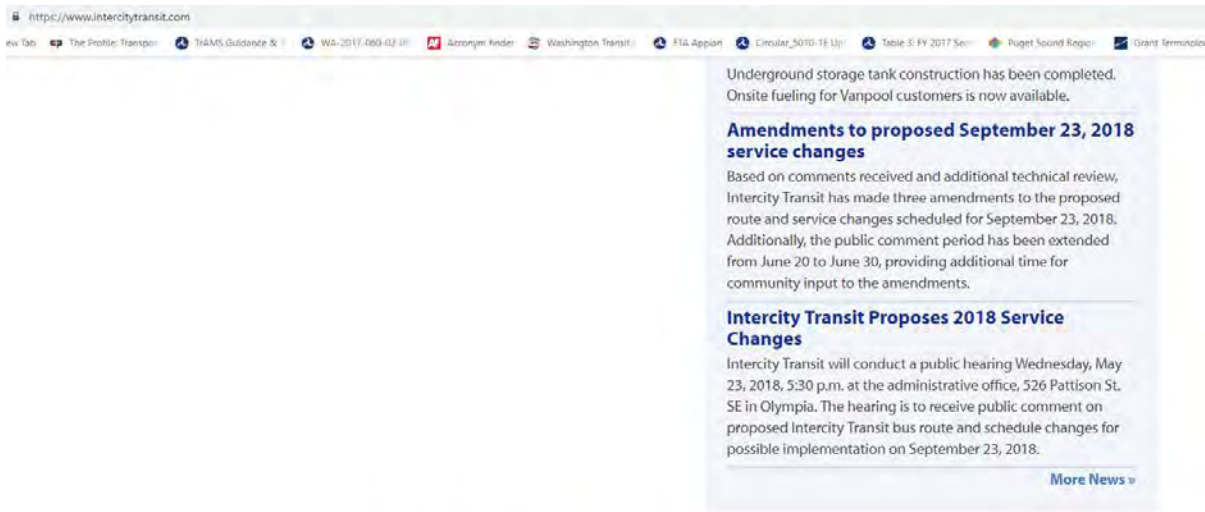 https://www.intercitytransit.com
ew Tab The Profile: Transpor TrAMS Guidance & WA-2017-060-02 Acronym finder Washington Transit FTA Appian Circular_5010-1E Up Table 3: FY 2017 Sec Puget Sound Region Grant Terminolo
Underground storage tank construction has been completed.
Onsite fueling for Vanpool customers is now available.
Amendments to proposed September 23, 2018
service changes
Based on comments received and additional technical review,
Intercity Transit has made three amendments to the proposed
route and service changes scheduled for September 23, 2018.
Additionally, the public comment period has been extended
from June 20 to June 30, providing additional time for
community input to the amendments.
Intercity Transit Proposes 2018 Service
Changes
Intercity Transit will conduct a public hearing Wednesday, May
23, 2018, 5:30 p.m. at the administrative office, 526 Pattison St.
SE in Olympia. The hearing is to receive public comment on
proposed Intercity Transit bus route and schedule changes for
possible implementation on September 23, 2018.
More News »